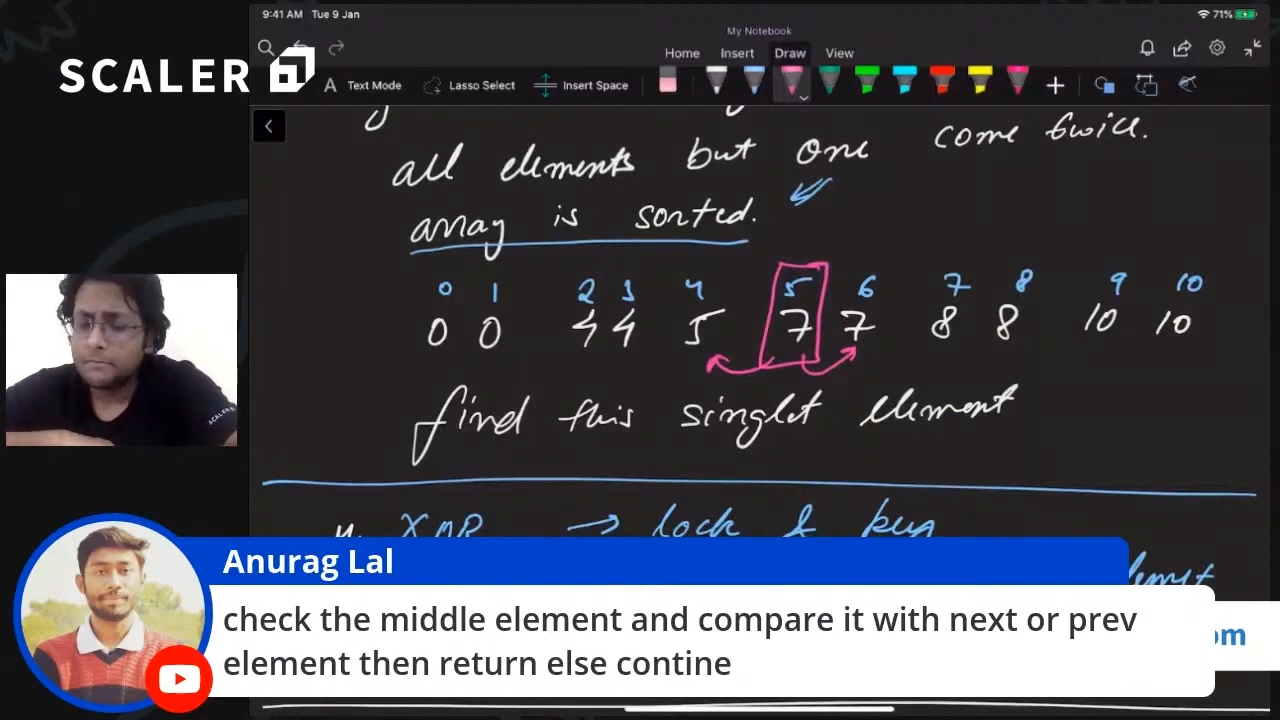 9:41 AM Tue 9 Jan
71%
My Notebook
SCALER
Home Insert Draw View
Text Mode Lasso Select Insert Space
all elements but one come twice.
array is sorted.
0 1 2 3 4 5 6 7 8 9 10
0 0 4 4 5 7 7 8 8 10 10
find this singlet element
SCALER
XOR → lock &
Anurag Lal
check the middle element and compare it with next or prev
element then return else contine
om